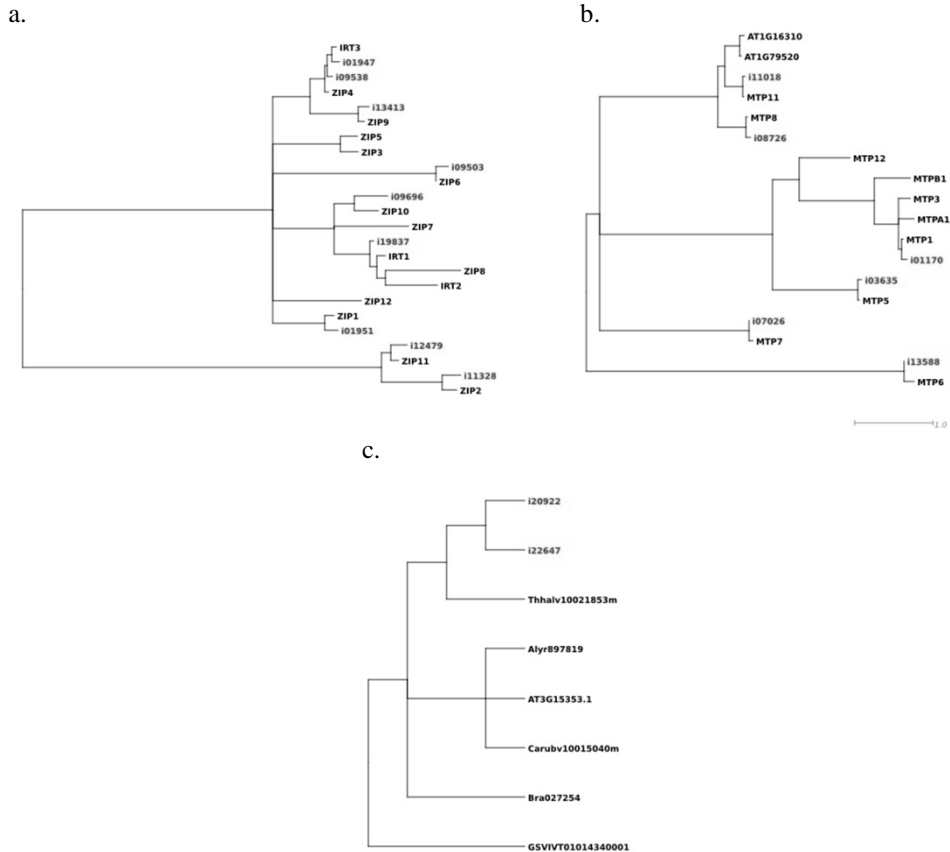 a.
IRT3
i01947
i09538
ZIP4
i13413
ZIP9
ZIP5
ZIP3
i09503
ZIP6
i09696
ZIP10
ZIP7
i19837
IRT1
ZIP8
IRT2
ZIP12
ZIP1
i01951
i12479
ZIP11
i11328
ZIP2
b.
AT1G16310
AT1G79520
i11018
MTP11
MTP8
i08726
MTP12
MTPB1
MTP3
MTPA1
MTP1
i01170
i03635
MTP5
i07026
MTP7
i13588
MTP6
1.0
c.
i20922
i22647
Thhalv10021853m
Alyr897819
AT3G15353.1
Carubv10015040m
Bra027254
GSVIVT01014340001